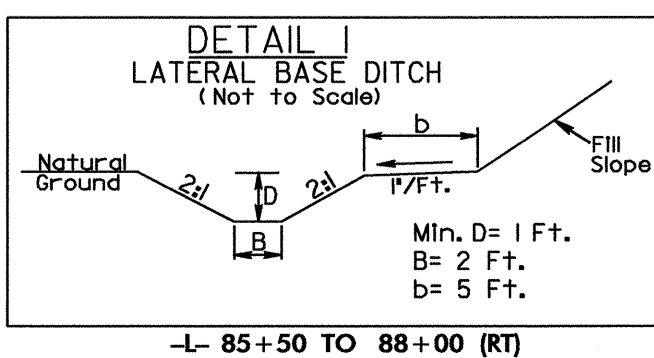 DETAIL 1
LATERAL BASE DITCH
(Not to Scale)
b
Natural
Ground
2:1
D
2:1
1"/Ft.
Fill
Slope
B
Min. D= 1 Ft.
B= 2 Ft.
b= 5 Ft.
-L- 85+50 TO 88+00 (RT)